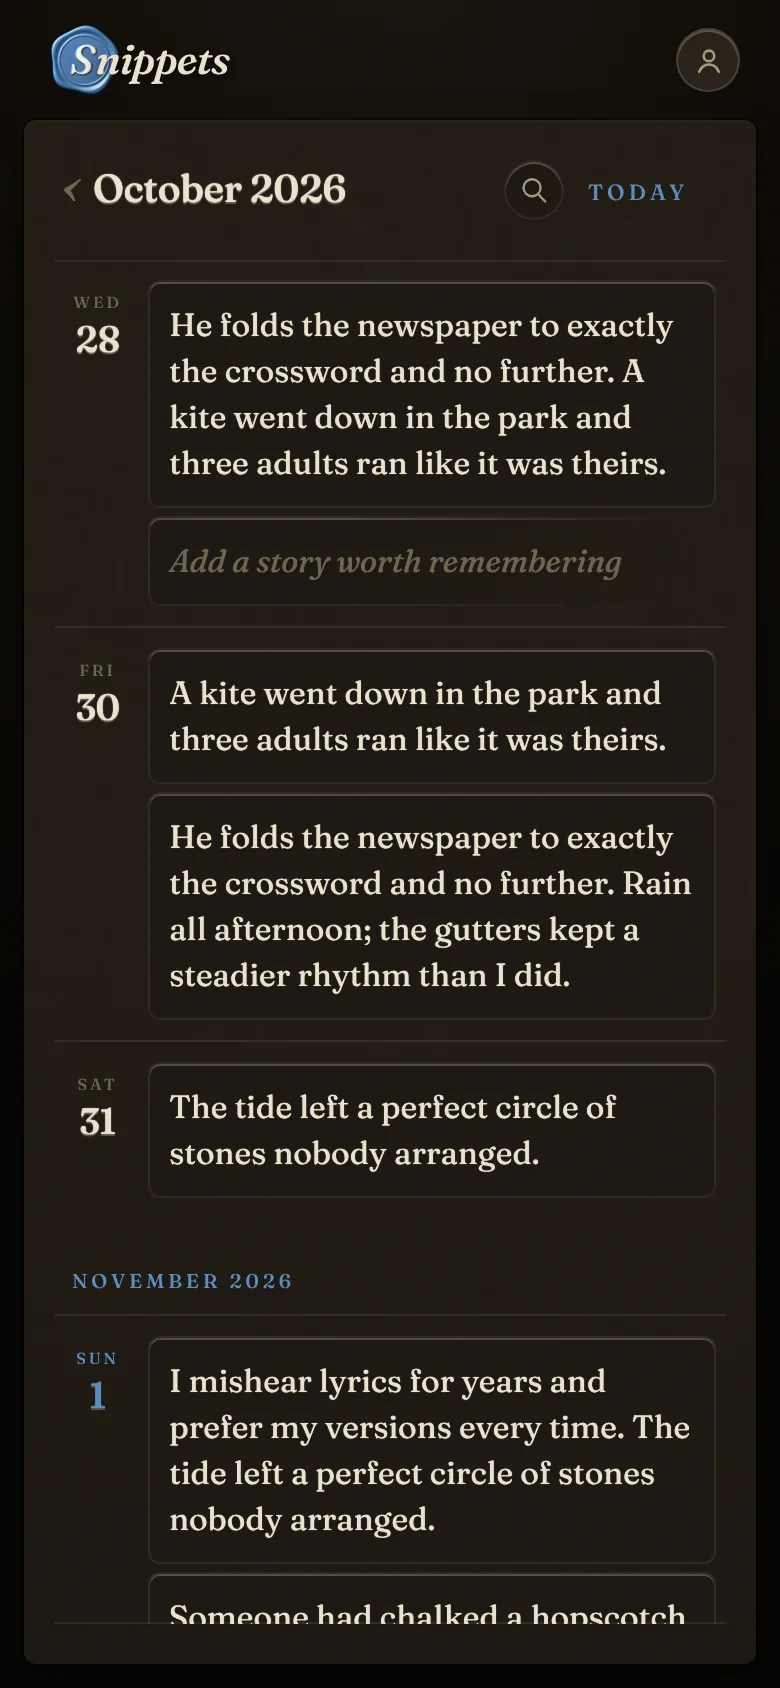 Snippets
October 2026
TODAY
WED
28
He folds the newspaper to exactly
the crossword and no further. A
kite went down in the park and
three adults ran like it was theirs.
Add a story worth remembering
FRI
30
A kite went down in the park and
three adults ran like it was theirs.
He folds the newspaper to exactly
the crossword and no further. Rain
all afternoon; the gutters kept a
steadier rhythm than I did.
SAT
31
The tide left a perfect circle of
stones nobody arranged.
NOVEMBER 2026
SUN
1
I mishear lyrics for years and
prefer my versions every time. The
tide left a perfect circle of stones
nobody arranged.
Someone had chalked a hopscotch